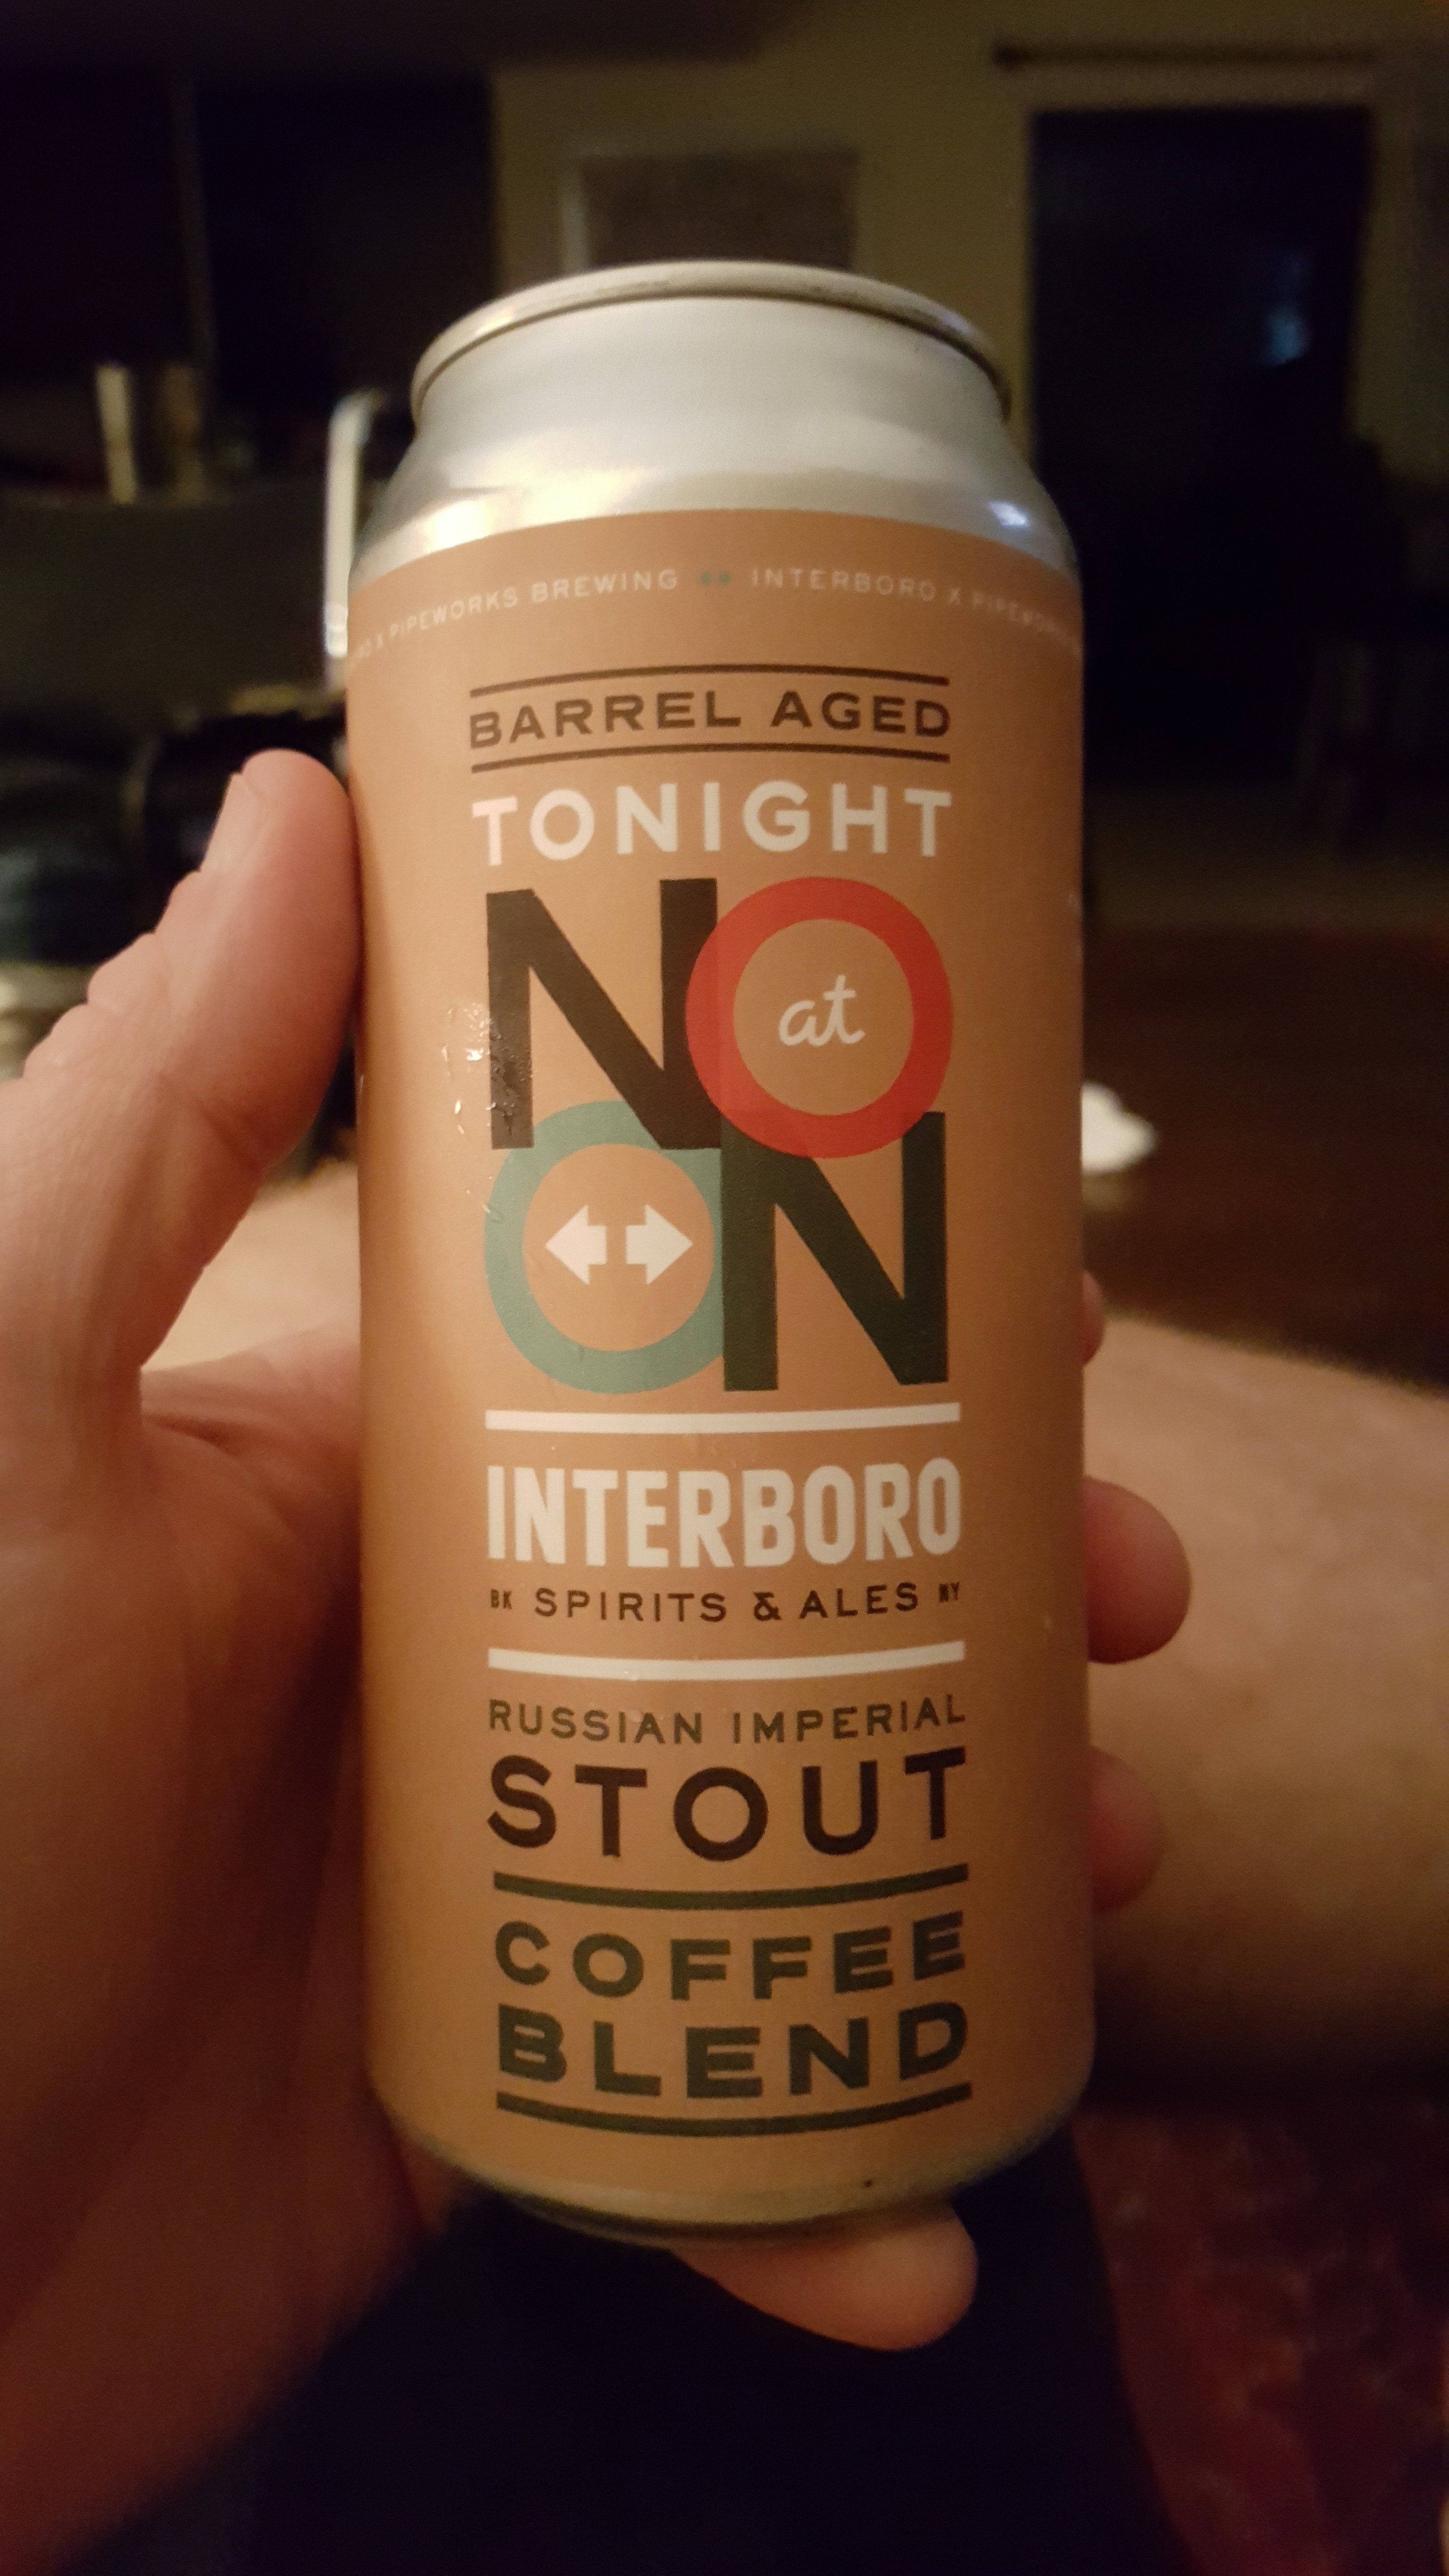 PIPEWORKS BREWING •• INTERBORO X
BARREL AGED
TONIGHT
NO
at
ON
INTERBORO
BK SPIRITS & ALES NY
RUSSIAN IMPERIAL
STOUT
COFFEE
BLEND